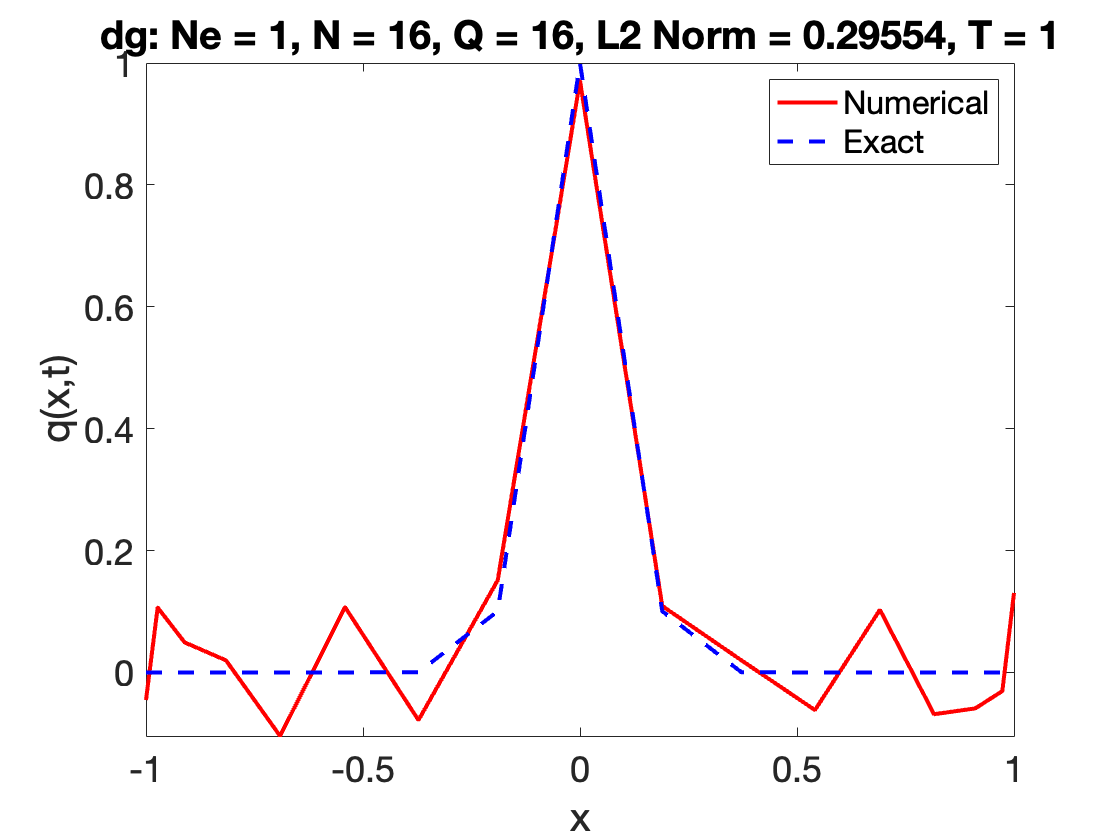 dg: Ne = 1, N = 16, Q = 16, L2 Norm = 0.29554, T = 1
1
Numerical
Exact
0.8
0.6
q(x,t)
0.4
0.2
0
-1 -0.5 0 0.5 1
x